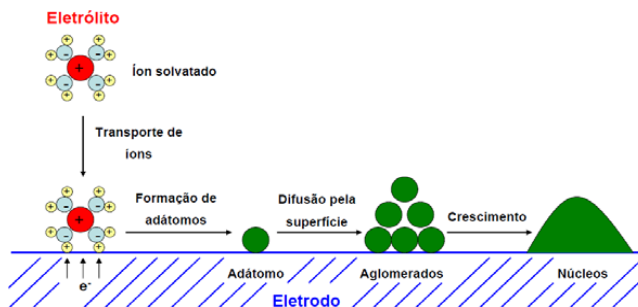 Eletrólito
Íon solvatado
Transporte de
íons
Formação de
adátomos
Difusão pela
superfície
Crescimento
e-
Adátomo
Aglomerados
Núcleos
Eletrodo